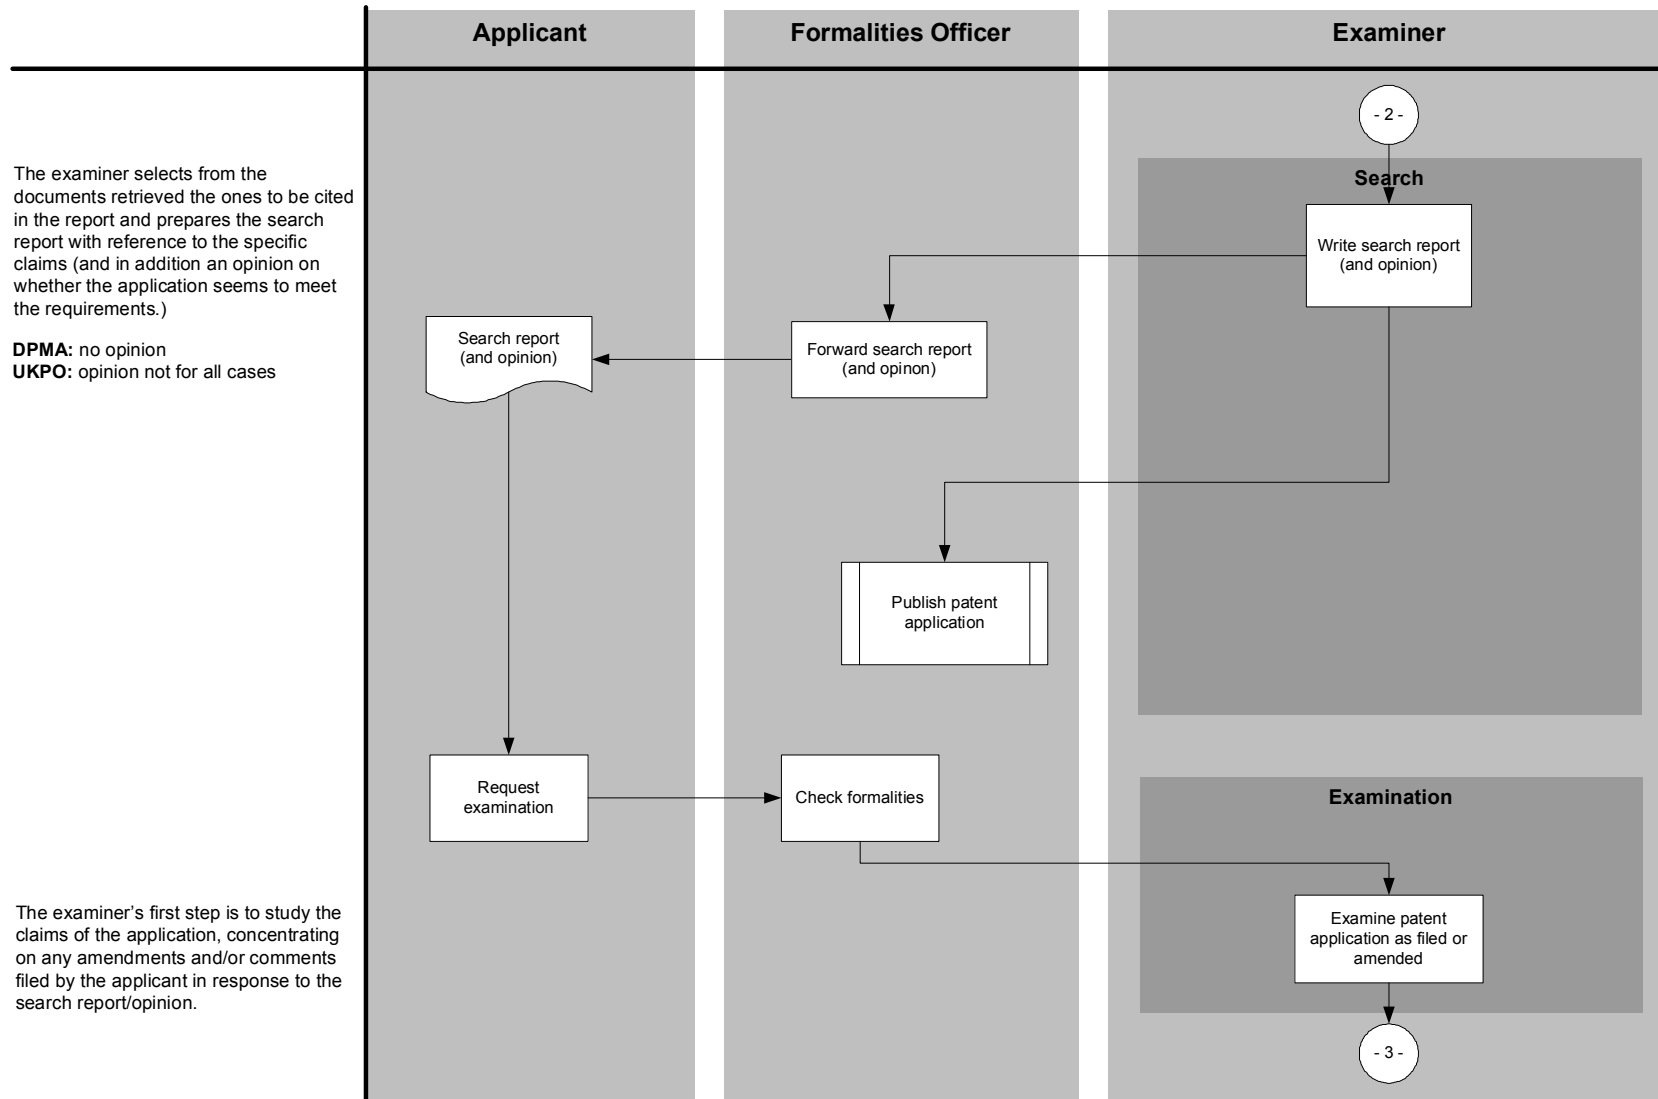 Applicant
Formalities Officer
Examiner
- 2 -
The examiner selects from the
documents retrieved the ones to be cited
in the report and prepares the search
report with reference to the specific
claims (and in addition an opinion on
whether the application seems to meet
the requirements.)
DPMA: no opinion
UKPO: opinion not for all cases
Search
Write search report
(and opinion)
Forward search report
(and opinon)
Search report
(and opinion)
Publish patent
application
Request
examination
Check formalities
Examination
Examine patent
application as filed or
amended
The examiner’s first step is to study the
claims of the application, concentrating
on any amendments and/or comments
filed by the applicant in response to the
search report/opinion.
- 3 -